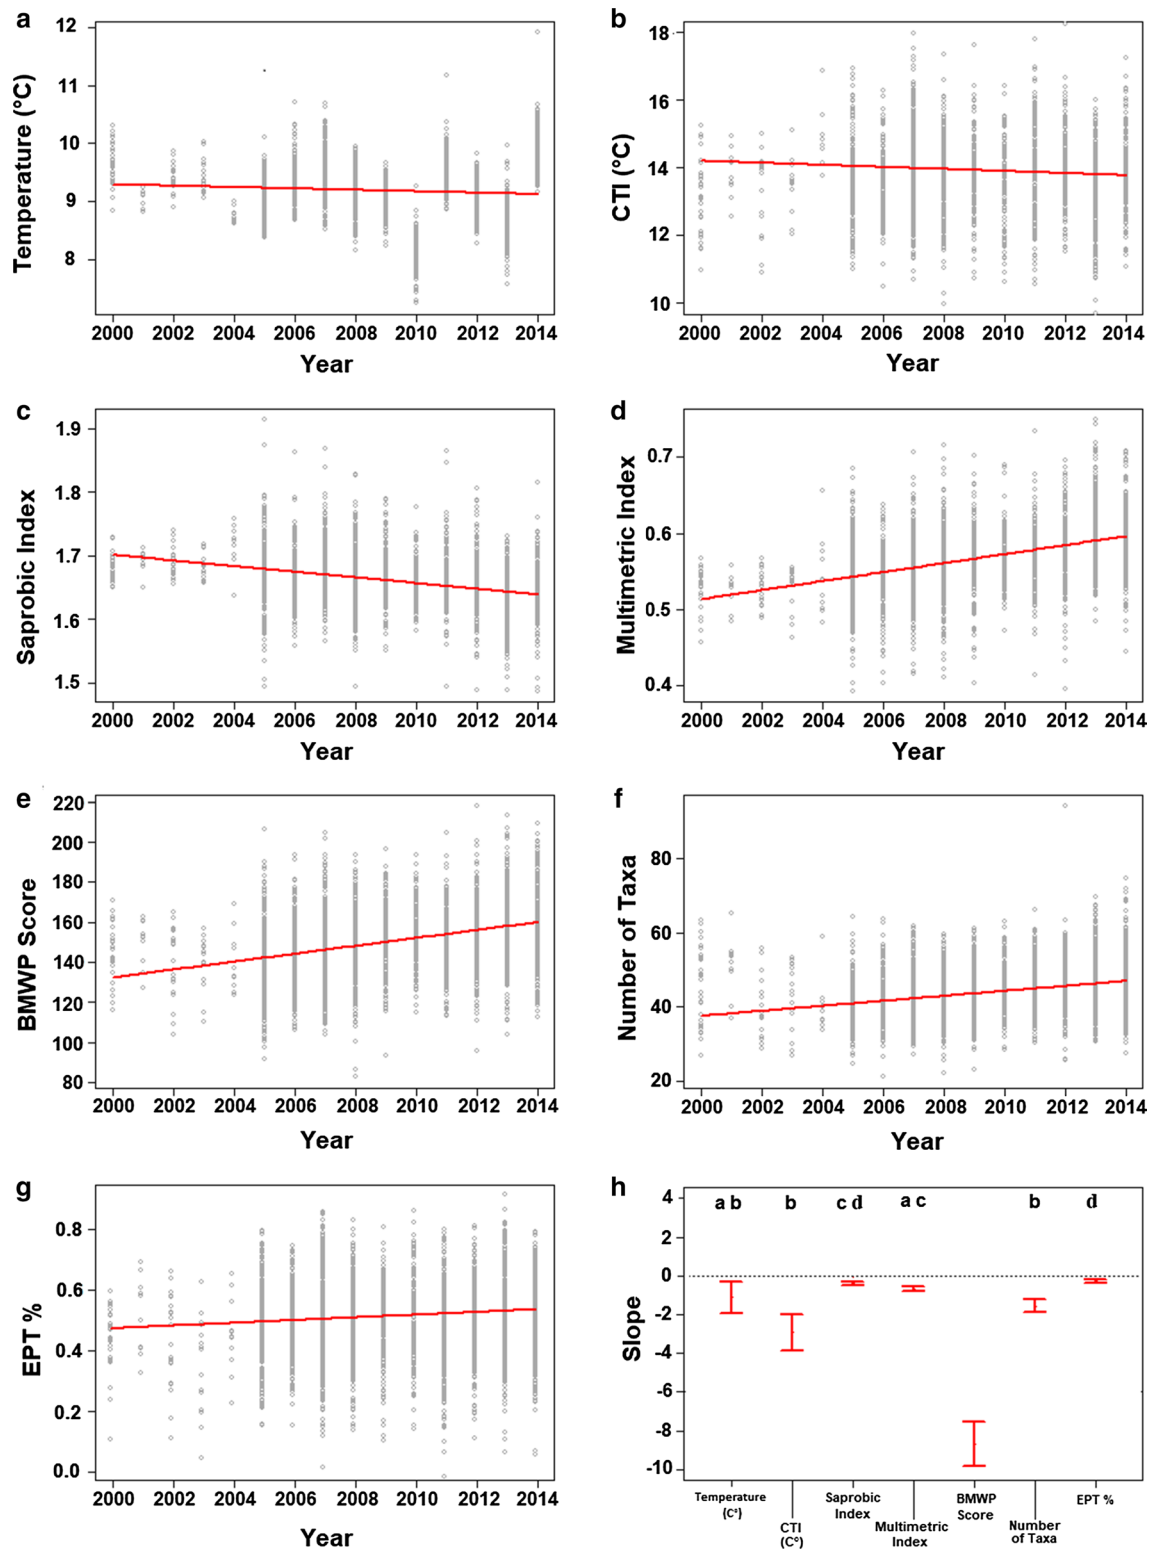 a
12
11
10
9
8
Temperature (°C)
2000 2002 2004 2006 2008 2010 2012 2014
Year
b
18
16
14
12
10
CTI (°C)
2000 2002 2004 2006 2008 2010 2012 2014
Year
c
1.9
1.8
1.7
1.6
1.5
Saprobic Index
2000 2002 2004 2006 2008 2010 2012 2014
Year
d
0.7
0.6
0.5
0.4
Multimetric Index
2000 2002 2004 2006 2008 2010 2012 2014
Year
e
220
200
180
160
140
120
100
80
BMWP Score
2000 2002 2004 2006 2008 2010 2012 2014
Year
f
80
60
40
20
Number of Taxa
2000 2002 2004 2006 2008 2010 2012 2014
Year
g
0.8
0.6
0.4
0.2
0.0
EPT %
2000 2002 2004 2006 2008 2010 2012 2014
Year
h
4
2
0
-2
-4
-6
-8
-10
Slope
a b
b
c d
a c
b
d
Temperature
(C°)
CTI
(C°)
Saprobic
Index
Multimetric
Index
BMWP
Score
Number
of Taxa
EPT %